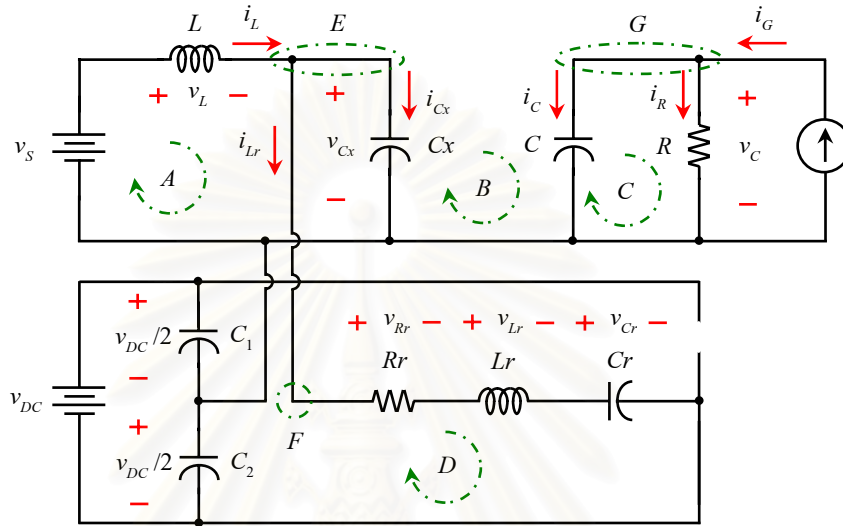 L i_L E G i_G
+ v_L − + i_Cx i_C i_R +
v_S A i_Lr v_Cx Cx B C C R v_C
− −
+ + v_Rr − + v_Lr − + v_Cr −
v_DC/2 C_1 Rr Lr Cr
−
v_DC
+ F
v_DC/2 C_2 D
−